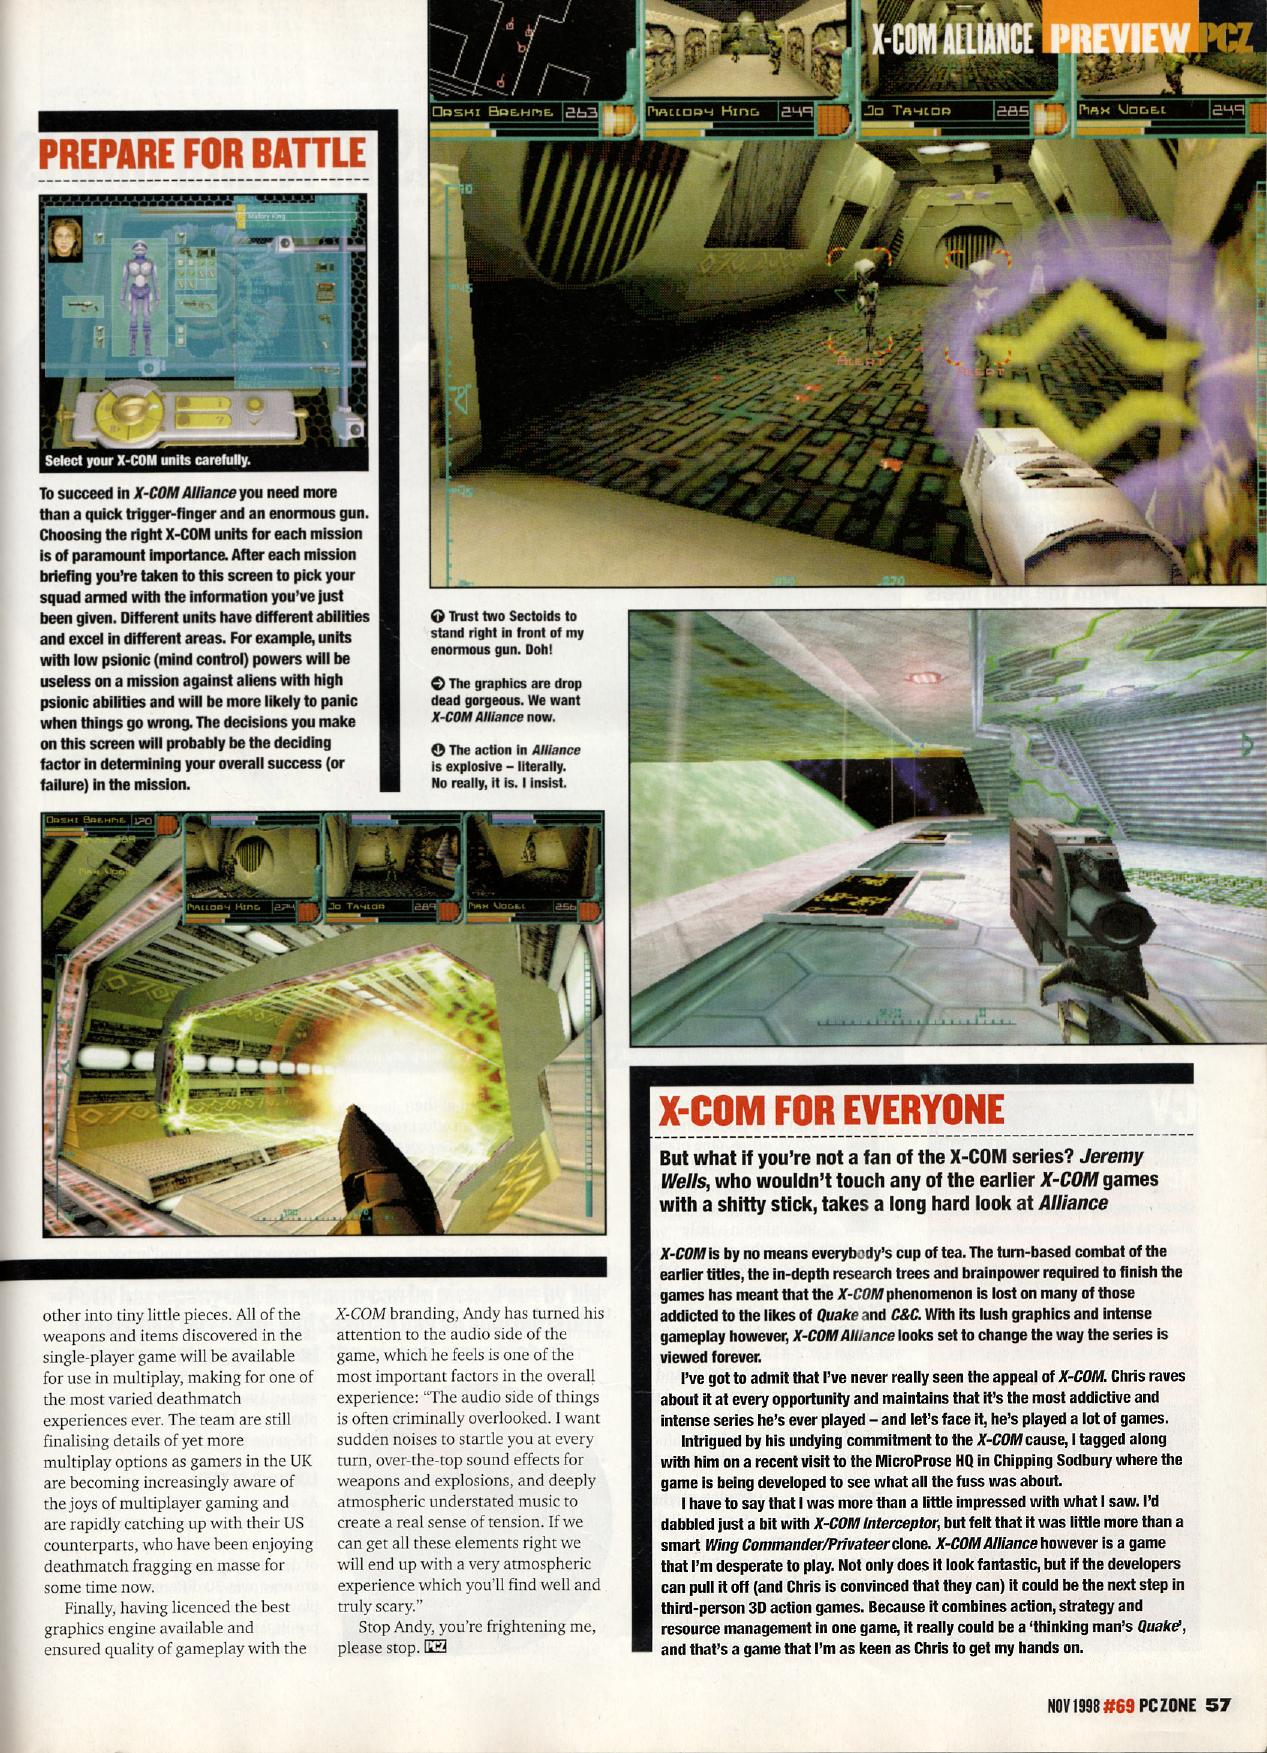 X-COM ALLIANCE PREVIEW PCZ
DASKI BREHME 263
MALLORY KING 249
JO TAYLOR 285
MAX VOGEL 249
ALERT
ALERT
PREPARE FOR BATTLE
Mallory King
Select your X-COM units carefully.
To succeed in X-COM Alliance you need more
than a quick trigger-finger and an enormous gun.
Choosing the right X-COM units for each mission
is of paramount importance. After each mission
briefing you're taken to this screen to pick your
squad armed with the information you've just
been given. Different units have different abilities
and excel in different areas. For example, units
with low psionic (mind control) powers will be
useless on a mission against aliens with high
psionic abilities and will be more likely to panic
when things go wrong. The decisions you make
on this screen will probably be the deciding
factor in determining your overall success (or
failure) in the mission.
Trust two Sectoids to
stand right in front of my
enormous gun. Doh!
The graphics are drop
dead gorgeous. We want
X-COM Alliance now.
The action in Alliance
is explosive – literally.
No really, it is. I insist.
DASKI BREHME 170
MALLORY KING 274
JO TAYLOR 289
MAX VOGEL 256
other into tiny little pieces. All of the
weapons and items discovered in the
single-player game will be available
for use in multiplay, making for one of
the most varied deathmatch
experiences ever. The team are still
finalising details of yet more
multiplay options as gamers in the UK
are becoming increasingly aware of
the joys of multiplayer gaming and
are rapidly catching up with their US
counterparts, who have been enjoying
deathmatch fragging en masse for
some time now.
Finally, having licenced the best
graphics engine available and
ensured quality of gameplay with the
X-COM branding, Andy has turned his
attention to the audio side of the
game, which he feels is one of the
most important factors in the overall
experience: “The audio side of things
is often criminally overlooked. I want
sudden noises to startle you at every
turn, over-the-top sound effects for
weapons and explosions, and deeply
atmospheric understated music to
create a real sense of tension. If we
can get all these elements right we
will end up with a very atmospheric
experience which you'll find well and
truly scary.”
Stop Andy, you're frightening me,
please stop. PCZ
X-COM FOR EVERYONE
But what if you're not a fan of the X-COM series? Jeremy
Wells, who wouldn't touch any of the earlier X-COM games
with a shitty stick, takes a long hard look at Alliance
X-COM is by no means everybody's cup of tea. The turn-based combat of the
earlier titles, the in-depth research trees and brainpower required to finish the
games has meant that the X-COM phenomenon is lost on many of those
addicted to the likes of Quake and C&C. With its lush graphics and intense
gameplay however, X-COM Alliance looks set to change the way the series is
viewed forever.
I've got to admit that I've never really seen the appeal of X-COM. Chris raves
about it at every opportunity and maintains that it's the most addictive and
intense series he's ever played – and let's face it, he's played a lot of games.
Intrigued by his undying commitment to the X-COM cause, I tagged along
with him on a recent visit to the MicroProse HQ in Chipping Sodbury where the
game is being developed to see what all the fuss was about.
I have to say that I was more than a little impressed with what I saw. I'd
dabbled just a bit with X-COM Interceptor, but felt that it was little more than a
smart Wing Commander/Privateer clone. X-COM Alliance however is a game
that I'm desperate to play. Not only does it look fantastic, but if the developers
can pull it off (and Chris is convinced that they can) it could be the next step in
third-person 3D action games. Because it combines action, strategy and
resource management in one game, it really could be a ‘thinking man's Quake’,
and that's a game that I'm as keen as Chris to get my hands on.
NOV 1998 #69 PC ZONE 57